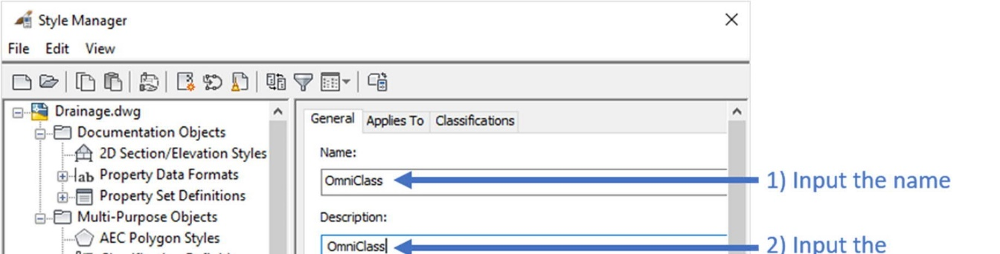 Style Manager
File Edit View
Drainage.dwg
Documentation Objects
2D Section/Elevation Styles
ab Property Data Formats
Property Set Definitions
Multi-Purpose Objects
AEC Polygon Styles
General Applies To Classifications
Name:
OmniClass
1) Input the name
Description:
OmniClass
2) Input the